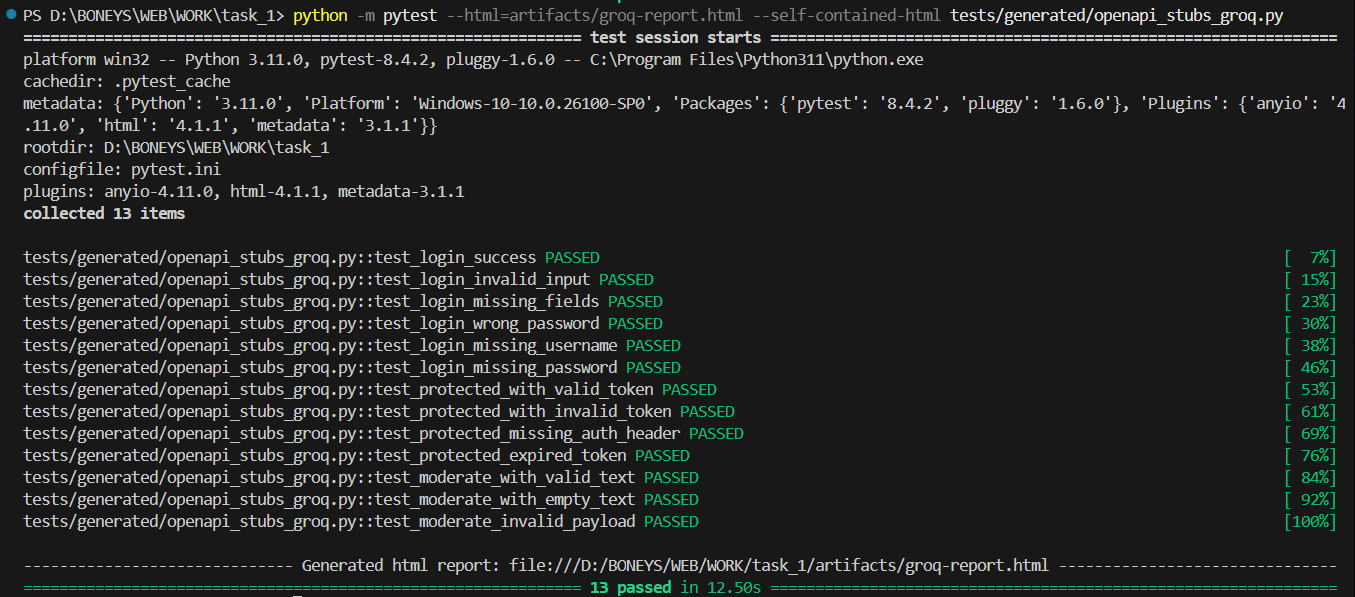 PS D:\BONEYS\WEB\WORK\task_1> python -m pytest --html=artifacts/groq-report.html --self-contained-html tests/generated/openapi_stubs_groq.py
============================================================== test session starts ===============================================================
platform win32 -- Python 3.11.0, pytest-8.4.2, pluggy-1.6.0 -- C:\Program Files\Python311\python.exe
cachedir: .pytest_cache
metadata: {'Python': '3.11.0', 'Platform': 'Windows-10-10.0.26100-SP0', 'Packages': {'pytest': '8.4.2', 'pluggy': '1.6.0'}, 'Plugins': {'anyio': '4
.11.0', 'html': '4.1.1', 'metadata': '3.1.1'}}
rootdir: D:\BONEYS\WEB\WORK\task_1
configfile: pytest.ini
plugins: anyio-4.11.0, html-4.1.1, metadata-3.1.1
collected 13 items
tests/generated/openapi_stubs_groq.py::test_login_success PASSED [  7%]
tests/generated/openapi_stubs_groq.py::test_login_invalid_input PASSED [ 15%]
tests/generated/openapi_stubs_groq.py::test_login_missing_fields PASSED [ 23%]
tests/generated/openapi_stubs_groq.py::test_login_wrong_password PASSED [ 30%]
tests/generated/openapi_stubs_groq.py::test_login_missing_username PASSED [ 38%]
tests/generated/openapi_stubs_groq.py::test_login_missing_password PASSED [ 46%]
tests/generated/openapi_stubs_groq.py::test_protected_with_valid_token PASSED [ 53%]
tests/generated/openapi_stubs_groq.py::test_protected_with_invalid_token PASSED [ 61%]
tests/generated/openapi_stubs_groq.py::test_protected_missing_auth_header PASSED [ 69%]
tests/generated/openapi_stubs_groq.py::test_protected_expired_token PASSED [ 76%]
tests/generated/openapi_stubs_groq.py::test_moderate_with_valid_text PASSED [ 84%]
tests/generated/openapi_stubs_groq.py::test_moderate_with_empty_text PASSED [ 92%]
tests/generated/openapi_stubs_groq.py::test_moderate_invalid_payload PASSED [100%]
------------------------------ Generated html report: file:///D:/BONEYS/WEB/WORK/task_1/artifacts/groq-report.html -------------------------------
============================================================== 13 passed in 12.50s ===============================================================